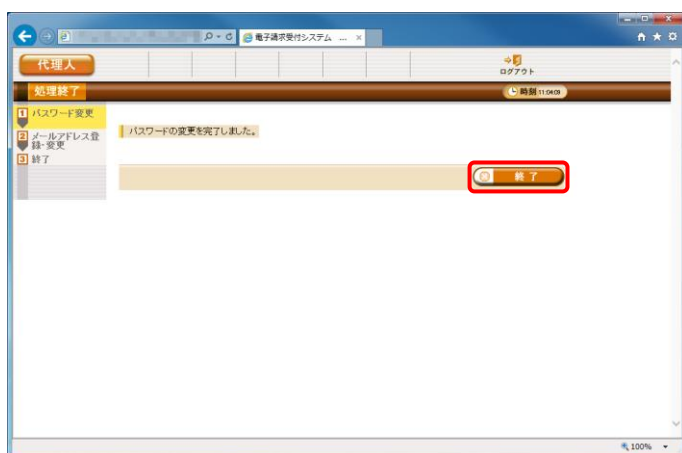 電子請求受付システム ...
代理人
ログアウト
処理終了
時刻 11:04:09
1 パスワード変更
2 メールアドレス登
録・変更
3 終了
パスワードの変更を完了しました。
終了
100%